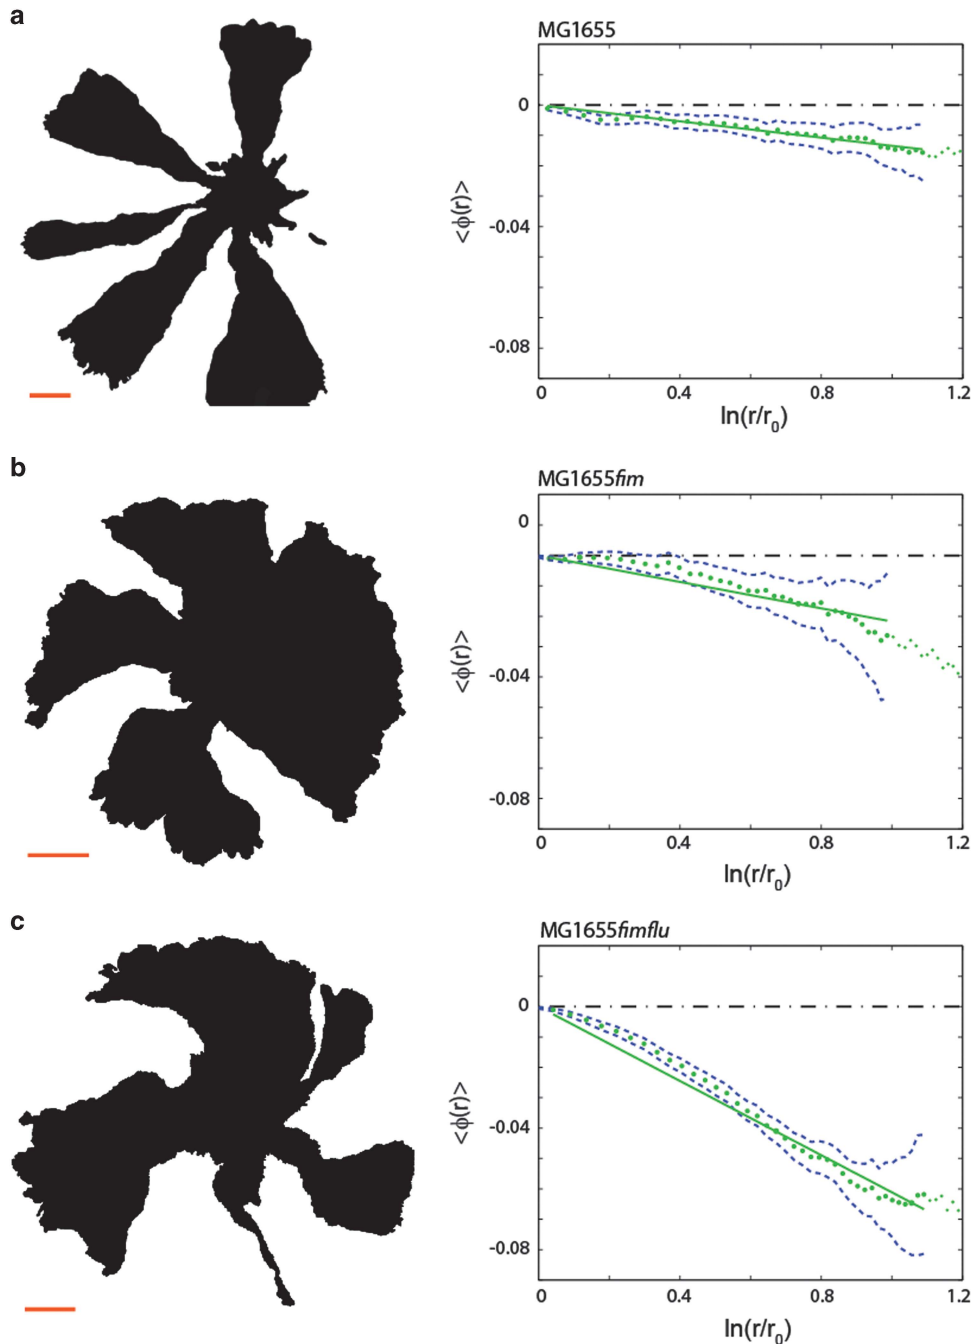 a
MG1655
0
-0.04
-0.08
<ϕ(r)>
0 0.4 0.8 1.2
ln(r/r₀)
b
MG1655fim
0
-0.04
-0.08
<ϕ(r)>
0 0.4 0.8 1.2
ln(r/r₀)
c
MG1655fimflu
0
-0.04
-0.08
<ϕ(r)>
0 0.4 0.8 1.2
ln(r/r₀)